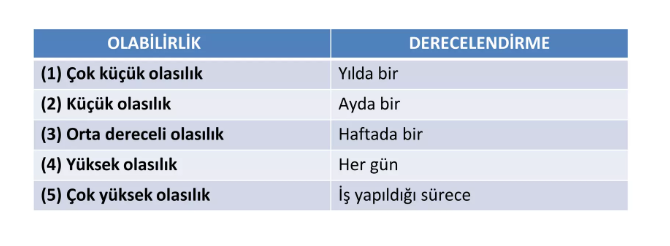 OLABİLİRLİK DERECELENDİRME
(1) Çok küçük olasılık Yılda bir
(2) Küçük olasılık Ayda bir
(3) Orta dereceli olasılık Haftada bir
(4) Yüksek olasılık Her gün
(5) Çok yüksek olasılık İş yapıldığı sürece